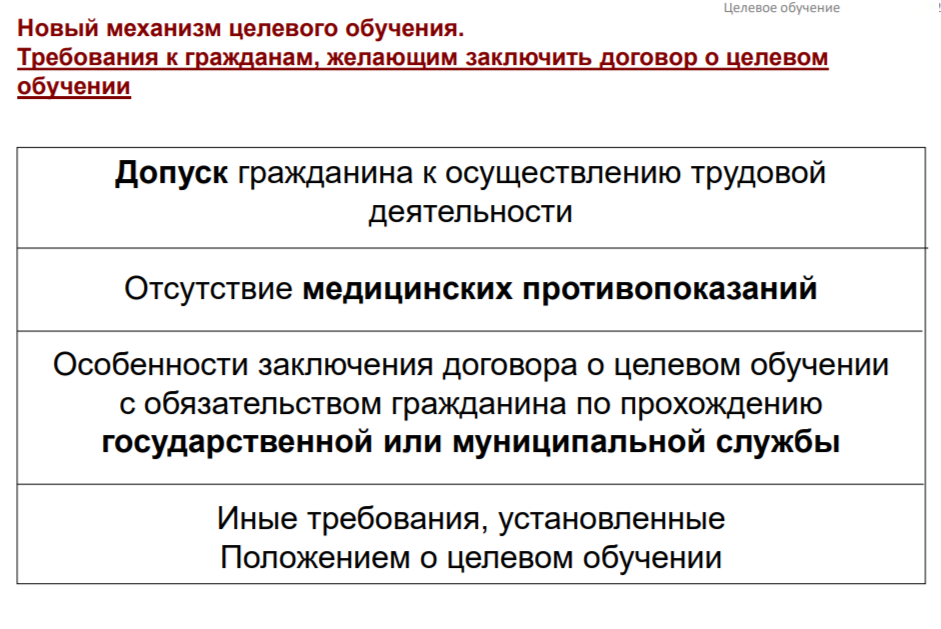 Целевое обучение
Новый механизм целевого обучения.
Требования к гражданам, желающим заключить договор о целевом
обучении
Допуск гражданина к осуществлению трудовой
деятельности
Отсутствие медицинских противопоказаний
Особенности заключения договора о целевом обучении
с обязательством гражданина по прохождению
государственной или муниципальной службы
Иные требования, установленные
Положением о целевом обучении